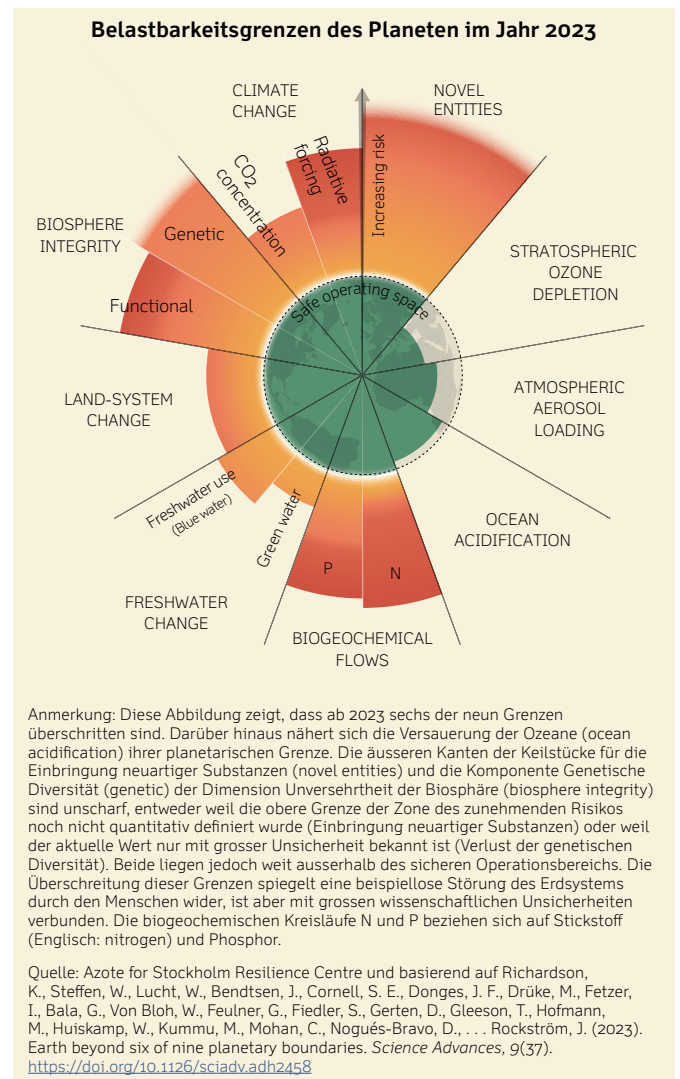 Belastbarkeitsgrenzen des Planeten im Jahr 2023
CLIMATE
CHANGE
NOVEL
ENTITIES
Increasing risk
Radiative
forcing
CO2
concentration
BIOSPHERE
INTEGRITY
Genetic
Functional
Safe operating space
STRATOSPHERIC
OZONE
DEPLETION
LAND-SYSTEM
CHANGE
ATMOSPHERIC
AEROSOL
LOADING
Freshwater use
(Blue water)
Green water
OCEAN
ACIDIFICATION
P
N
FRESHWATER
CHANGE
BIOGEOCHEMICAL
FLOWS
Anmerkung: Diese Abbildung zeigt, dass ab 2023 sechs der neun Grenzen
überschritten sind. Darüber hinaus nähert sich die Versauerung der Ozeane (ocean
acidification) ihrer planetarischen Grenze. Die äusseren Kanten der Keilstücke für die
Einbringung neuartiger Substanzen (novel entities) und die Komponente Genetische
Diversität (genetic) der Dimension Unversehrtheit der Biosphäre (biosphere integrity)
sind unscharf, entweder weil die obere Grenze der Zone des zunehmenden Risikos
noch nicht quantitativ definiert wurde (Einbringung neuartiger Substanzen) oder weil
der aktuelle Wert nur mit grosser Unsicherheit bekannt ist (Verlust der genetischen
Diversität). Beide liegen jedoch weit ausserhalb des sicheren Operationsbereichs. Die
Überschreitung dieser Grenzen spiegelt eine beispiellose Störung des Erdsystems
durch den Menschen wider, ist aber mit grossen wissenschaftlichen Unsicherheiten
verbunden. Die biogeochemischen Kreisläufe N und P beziehen sich auf Stickstoff
(Englisch: nitrogen) und Phosphor.
Quelle: Azote for Stockholm Resilience Centre und basierend auf Richardson,
K., Steffen, W., Lucht, W., Bendtsen, J., Cornell, S. E., Donges, J. F., Drüke, M., Fetzer,
I., Bala, G., Von Bloh, W., Feulner, G., Fiedler, S., Gerten, D., Gleeson, T., Hofmann,
M., Huiskamp, W., Kummu, M., Mohan, C., Nogués-Bravo, D., . . . Rockström, J. (2023).
Earth beyond six of nine planetary boundaries. Science Advances, 9(37).
https://doi.org/10.1126/sciadv.adh2458